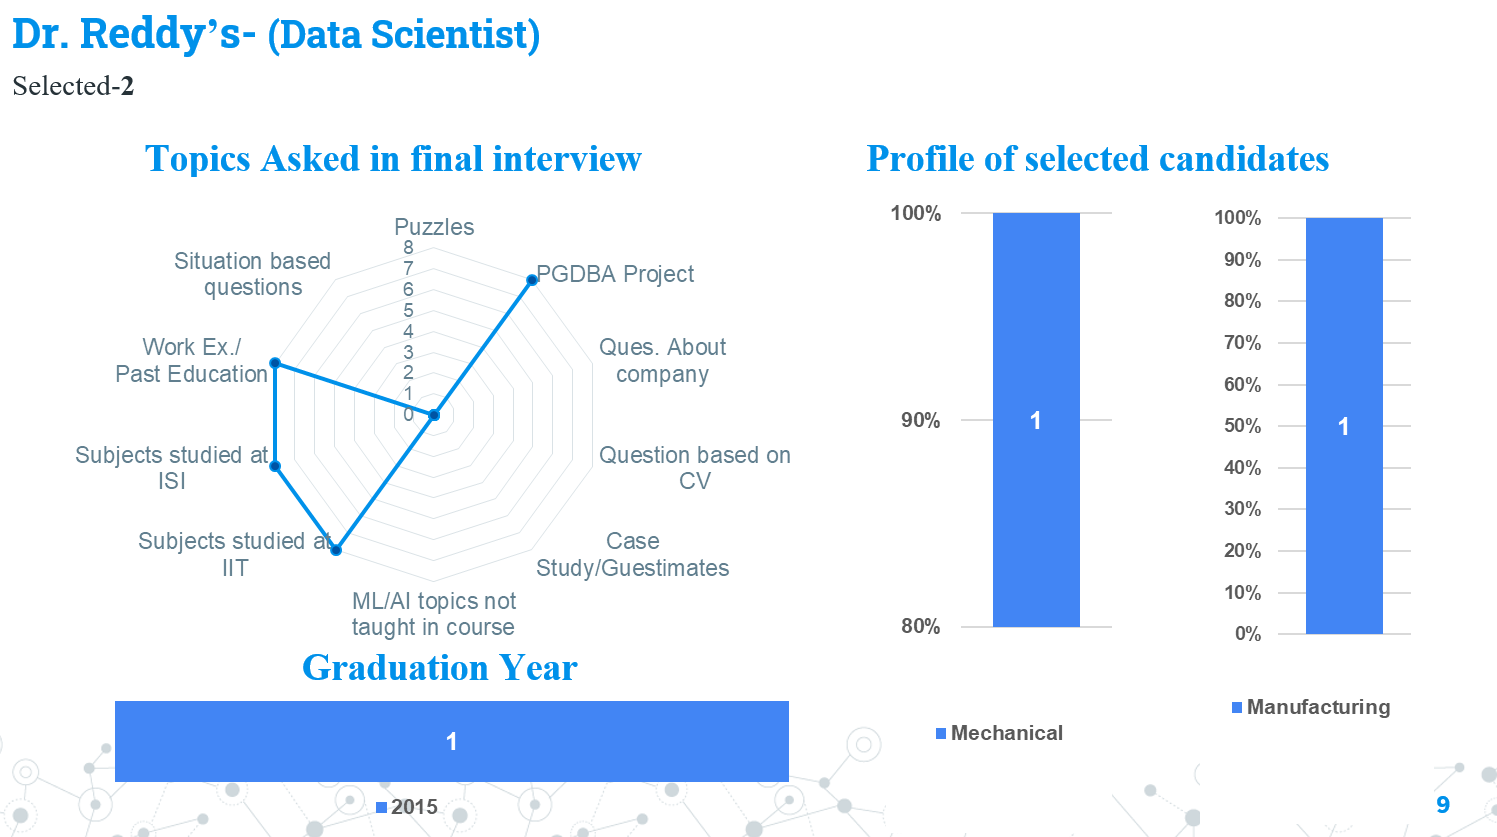 Dr. Reddy’s- (Data Scientist)
Selected-2
Topics Asked in final interview
Puzzles
8
7
6
5
4
3
2
1
0
PGDBA Project
Ques. About
company
Question based on
CV
Case
Study/Guestimates
ML/AI topics not
taught in course
Subjects studied at
IIT
Subjects studied at
ISI
Work Ex./
Past Education
Situation based
questions
Graduation Year
1
2015
Profile of selected candidates
100%
90%
80%
1
Mechanical
100%
90%
80%
70%
60%
50%
40%
30%
20%
10%
0%
1
Manufacturing
9